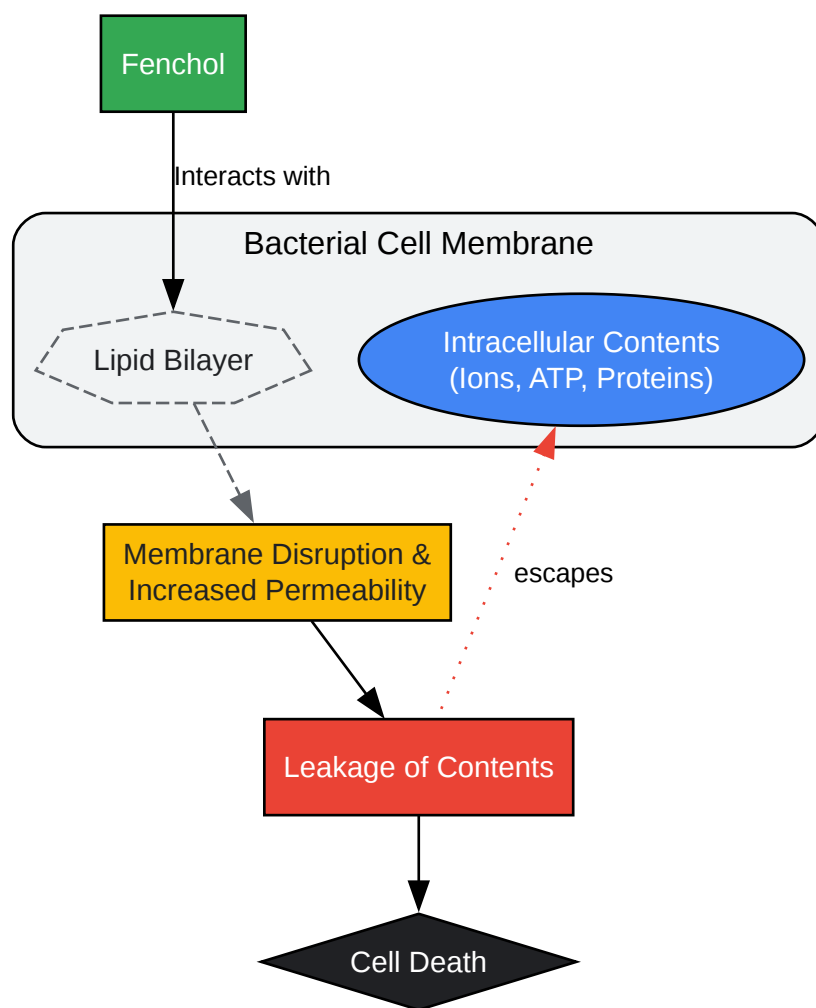 Fenchol
Interacts with
Bacterial Cell Membrane
Lipid Bilayer
Intracellular Contents
(Ions, ATP, Proteins)
Membrane Disruption &
Increased Permeability
escapes
Leakage of Contents
Cell Death